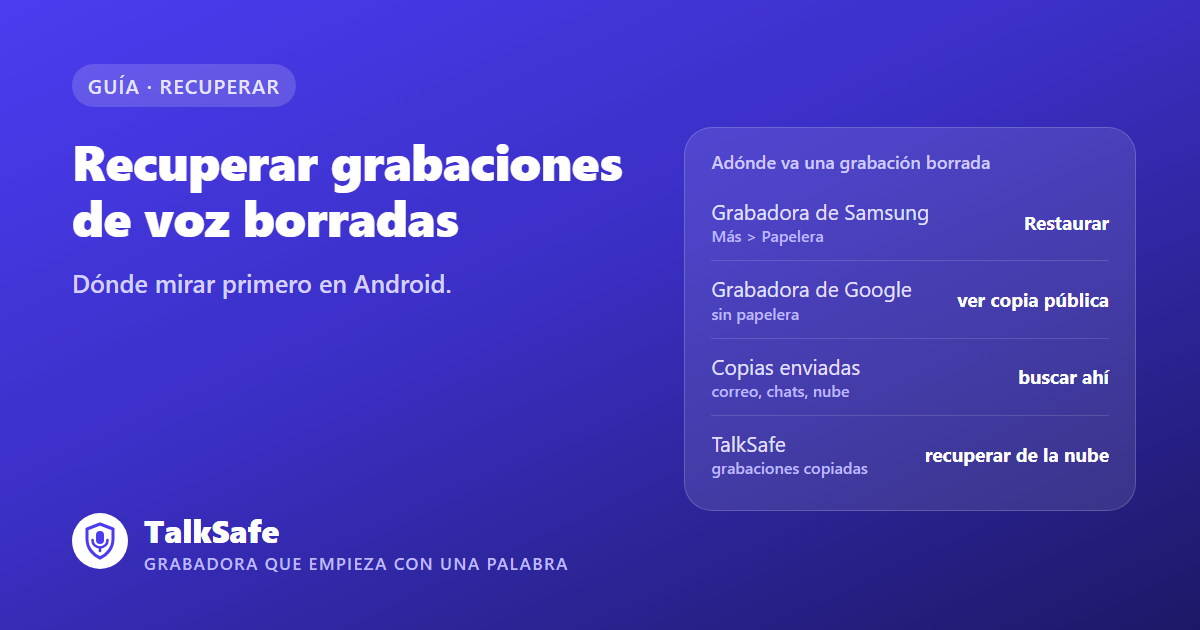 GUÍA · RECUPERAR
Recuperar grabaciones
de voz borradas
Dónde mirar primero en Android.
Adónde va una grabación borrada
Grabadora de Samsung
Más > Papelera
Restaurar
Grabadora de Google
sin papelera
ver copia pública
Copias enviadas
correo, chats, nube
buscar ahí
TalkSafe
grabaciones copiadas
recuperar de la nube
TalkSafe
GRABADORA QUE EMPIEZA CON UNA PALABRA